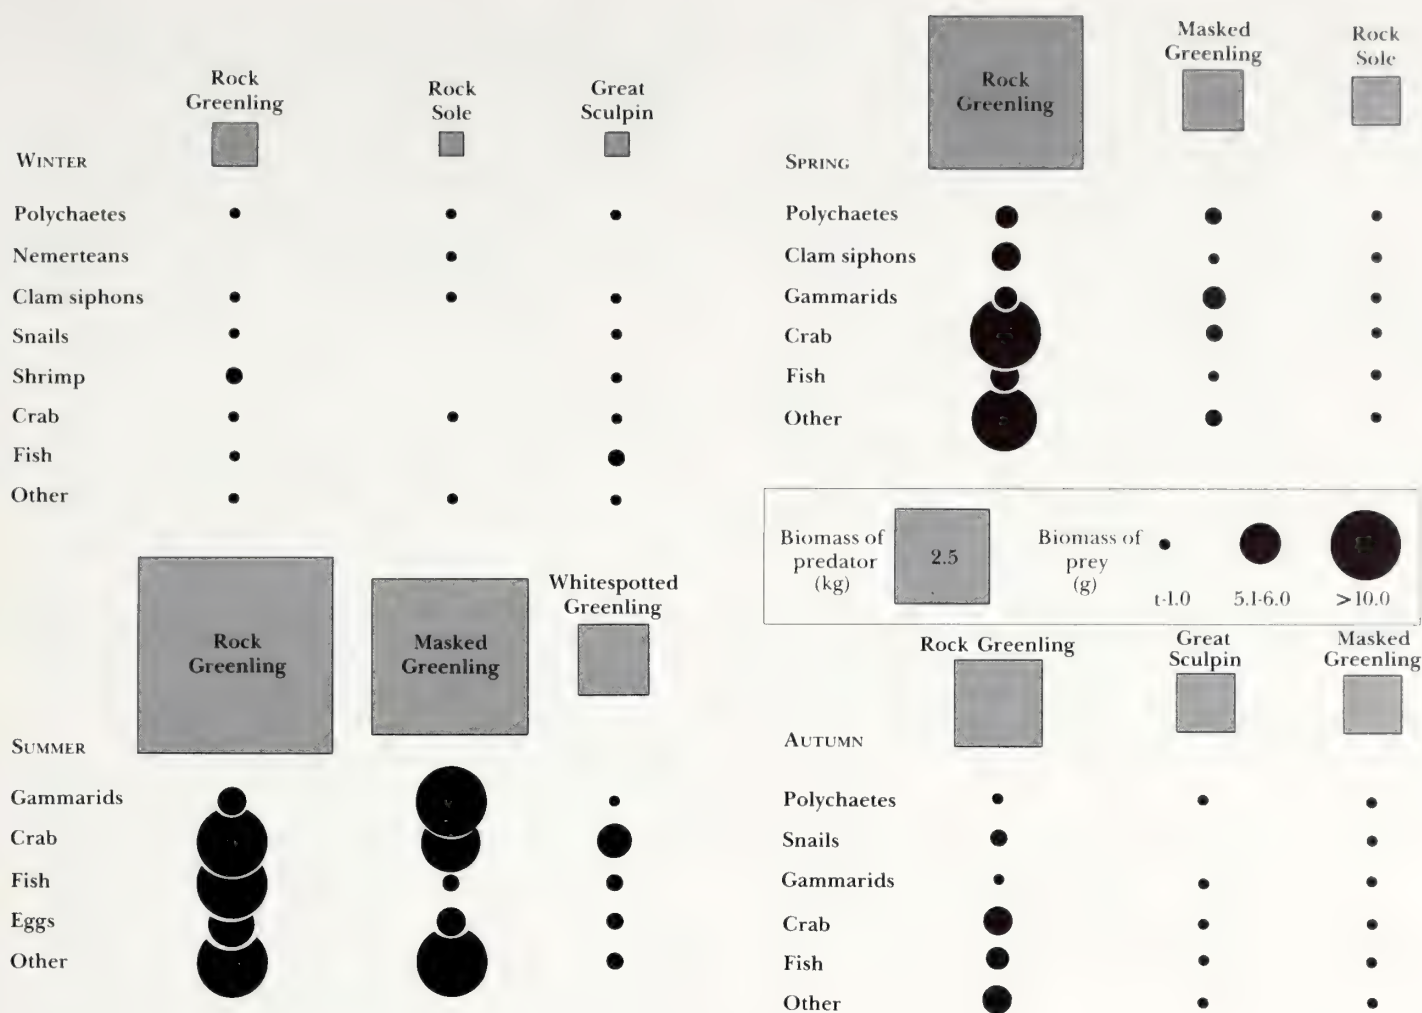 Rock
Greenling
Rock
Sole
Great
Sculpin
WINTER
Polychaetes
Nemerteans
Clam siphons
Snails
Shrimp
Crab
Fish
Other
Rock
Greenling
Masked
Greenling
Rock
Sole
SPRING
Polychaetes
Clam siphons
Gammarids
Crab
Fish
Other
Biomass of
predator
(kg)
2.5
Biomass of
prey
(g)
t-1.0
5.1-6.0
>10.0
Rock
Greenling
Masked
Greenling
Whitespotted
Greenling
SUMMER
Gammarids
Crab
Fish
Eggs
Other
Rock Greenling
Great
Sculpin
Masked
Greenling
AUTUMN
Polychaetes
Snails
Gammarids
Crab
Fish
Other